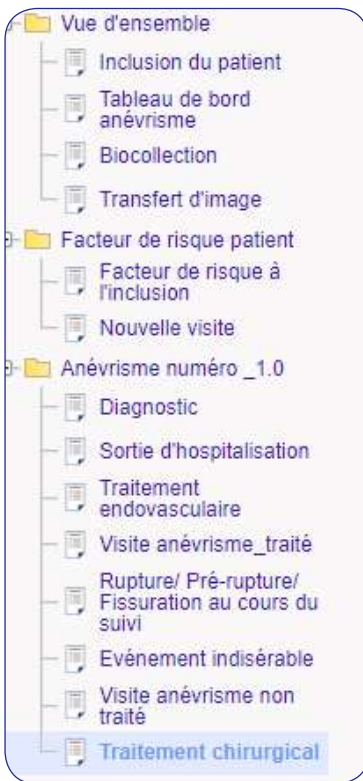 Vue d'ensemble
Inclusion du patient
Tableau de bord
anévrisme
Biocollection
Transfert d'image
Facteur de risque patient
Facteur de risque à
l'inclusion
Nouvelle visite
Anévrisme numéro _1.0
Diagnostic
Sortie d'hospitalisation
Traitement
endovasculaire
Visite anévrisme_traité
Rupture/ Pré-rupture/
Fissuration au cours du
suivi
Evénement indisérable
Visite anévrisme non
traité
Traitement chirurgical